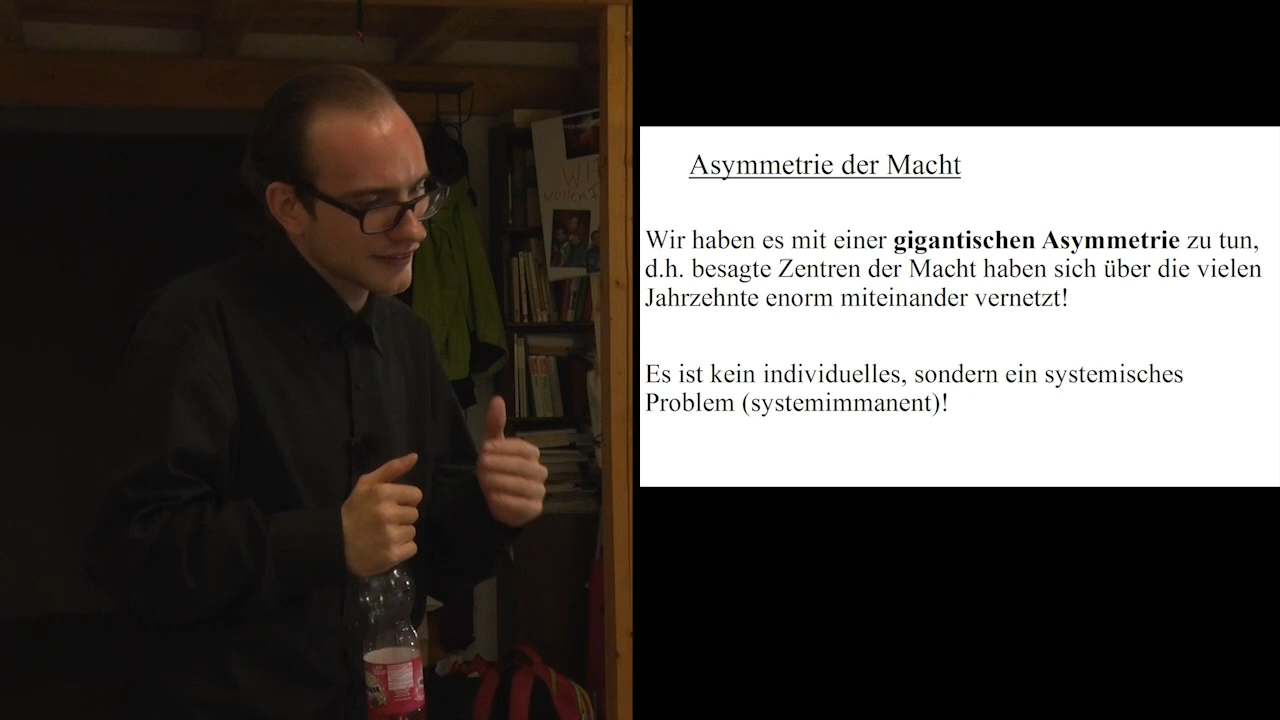 Asymmetrie der Macht
Wir haben es mit einer gigantischen Asymmetrie zu tun,
d.h. besagte Zentren der Macht haben sich über die vielen
Jahrzehnte enorm miteinander vernetzt!
Es ist kein individuelles, sondern ein systemisches
Problem (systemimmanent)!